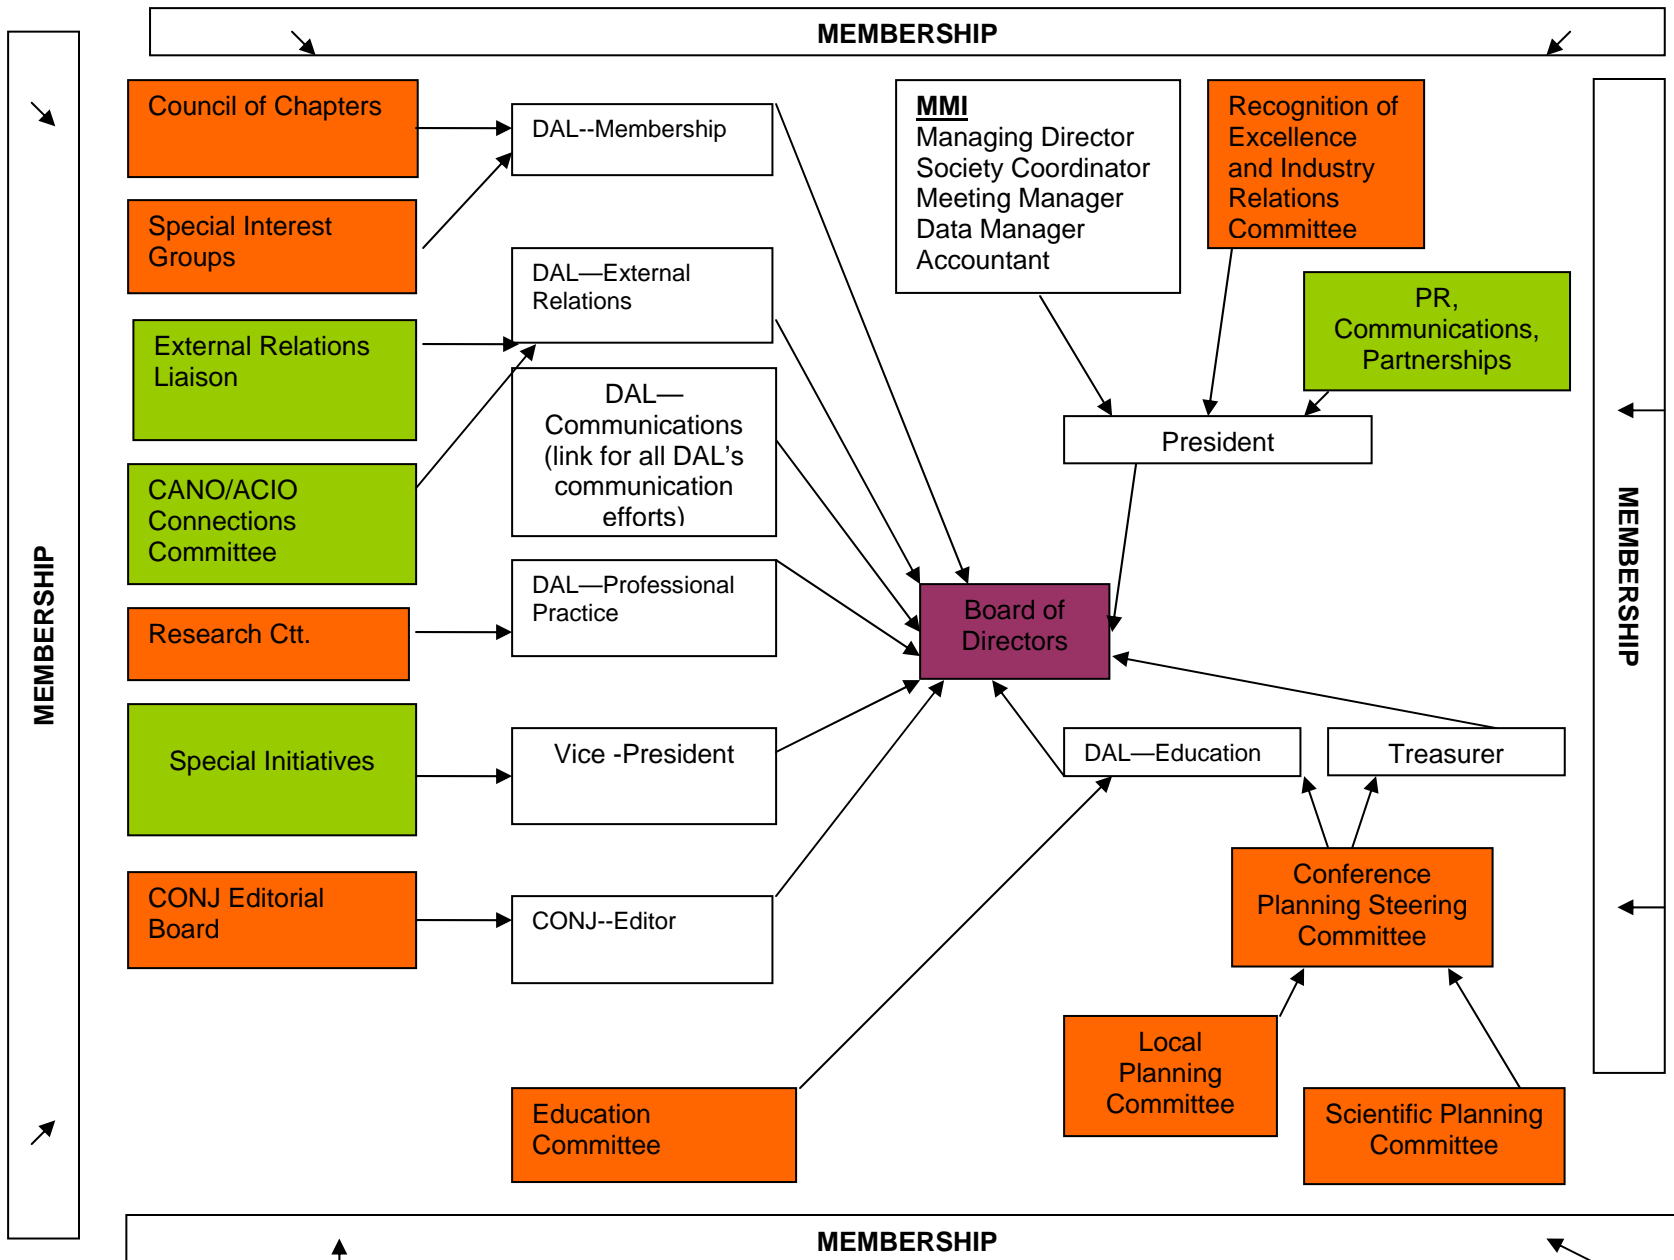 MEMBERSHIP
MEMBERSHIP
Council of Chapters
DAL--Membership
MMI
Managing Director
Society Coordinator
Meeting Manager
Data Manager
Accountant
Recognition of
Excellence
and Industry
Relations
Committee
Special Interest
Groups
DAL—External
Relations
PR,
Communications,
Partnerships
External Relations
Liaison
DAL—
Communications
(link for all DAL's
communication
efforts)
President
CANO/ACIO
Connections
Committee
MEMBERSHIP
DAL—Professional
Practice
Board of
Directors
Research Ctt.
Special Initiatives
Vice -President
DAL—Education
Treasurer
CONJ Editorial
Board
CONJ--Editor
Conference
Planning Steering
Committee
Local
Planning
Committee
Education
Committee
Scientific Planning
Committee
MEMBERSHIP